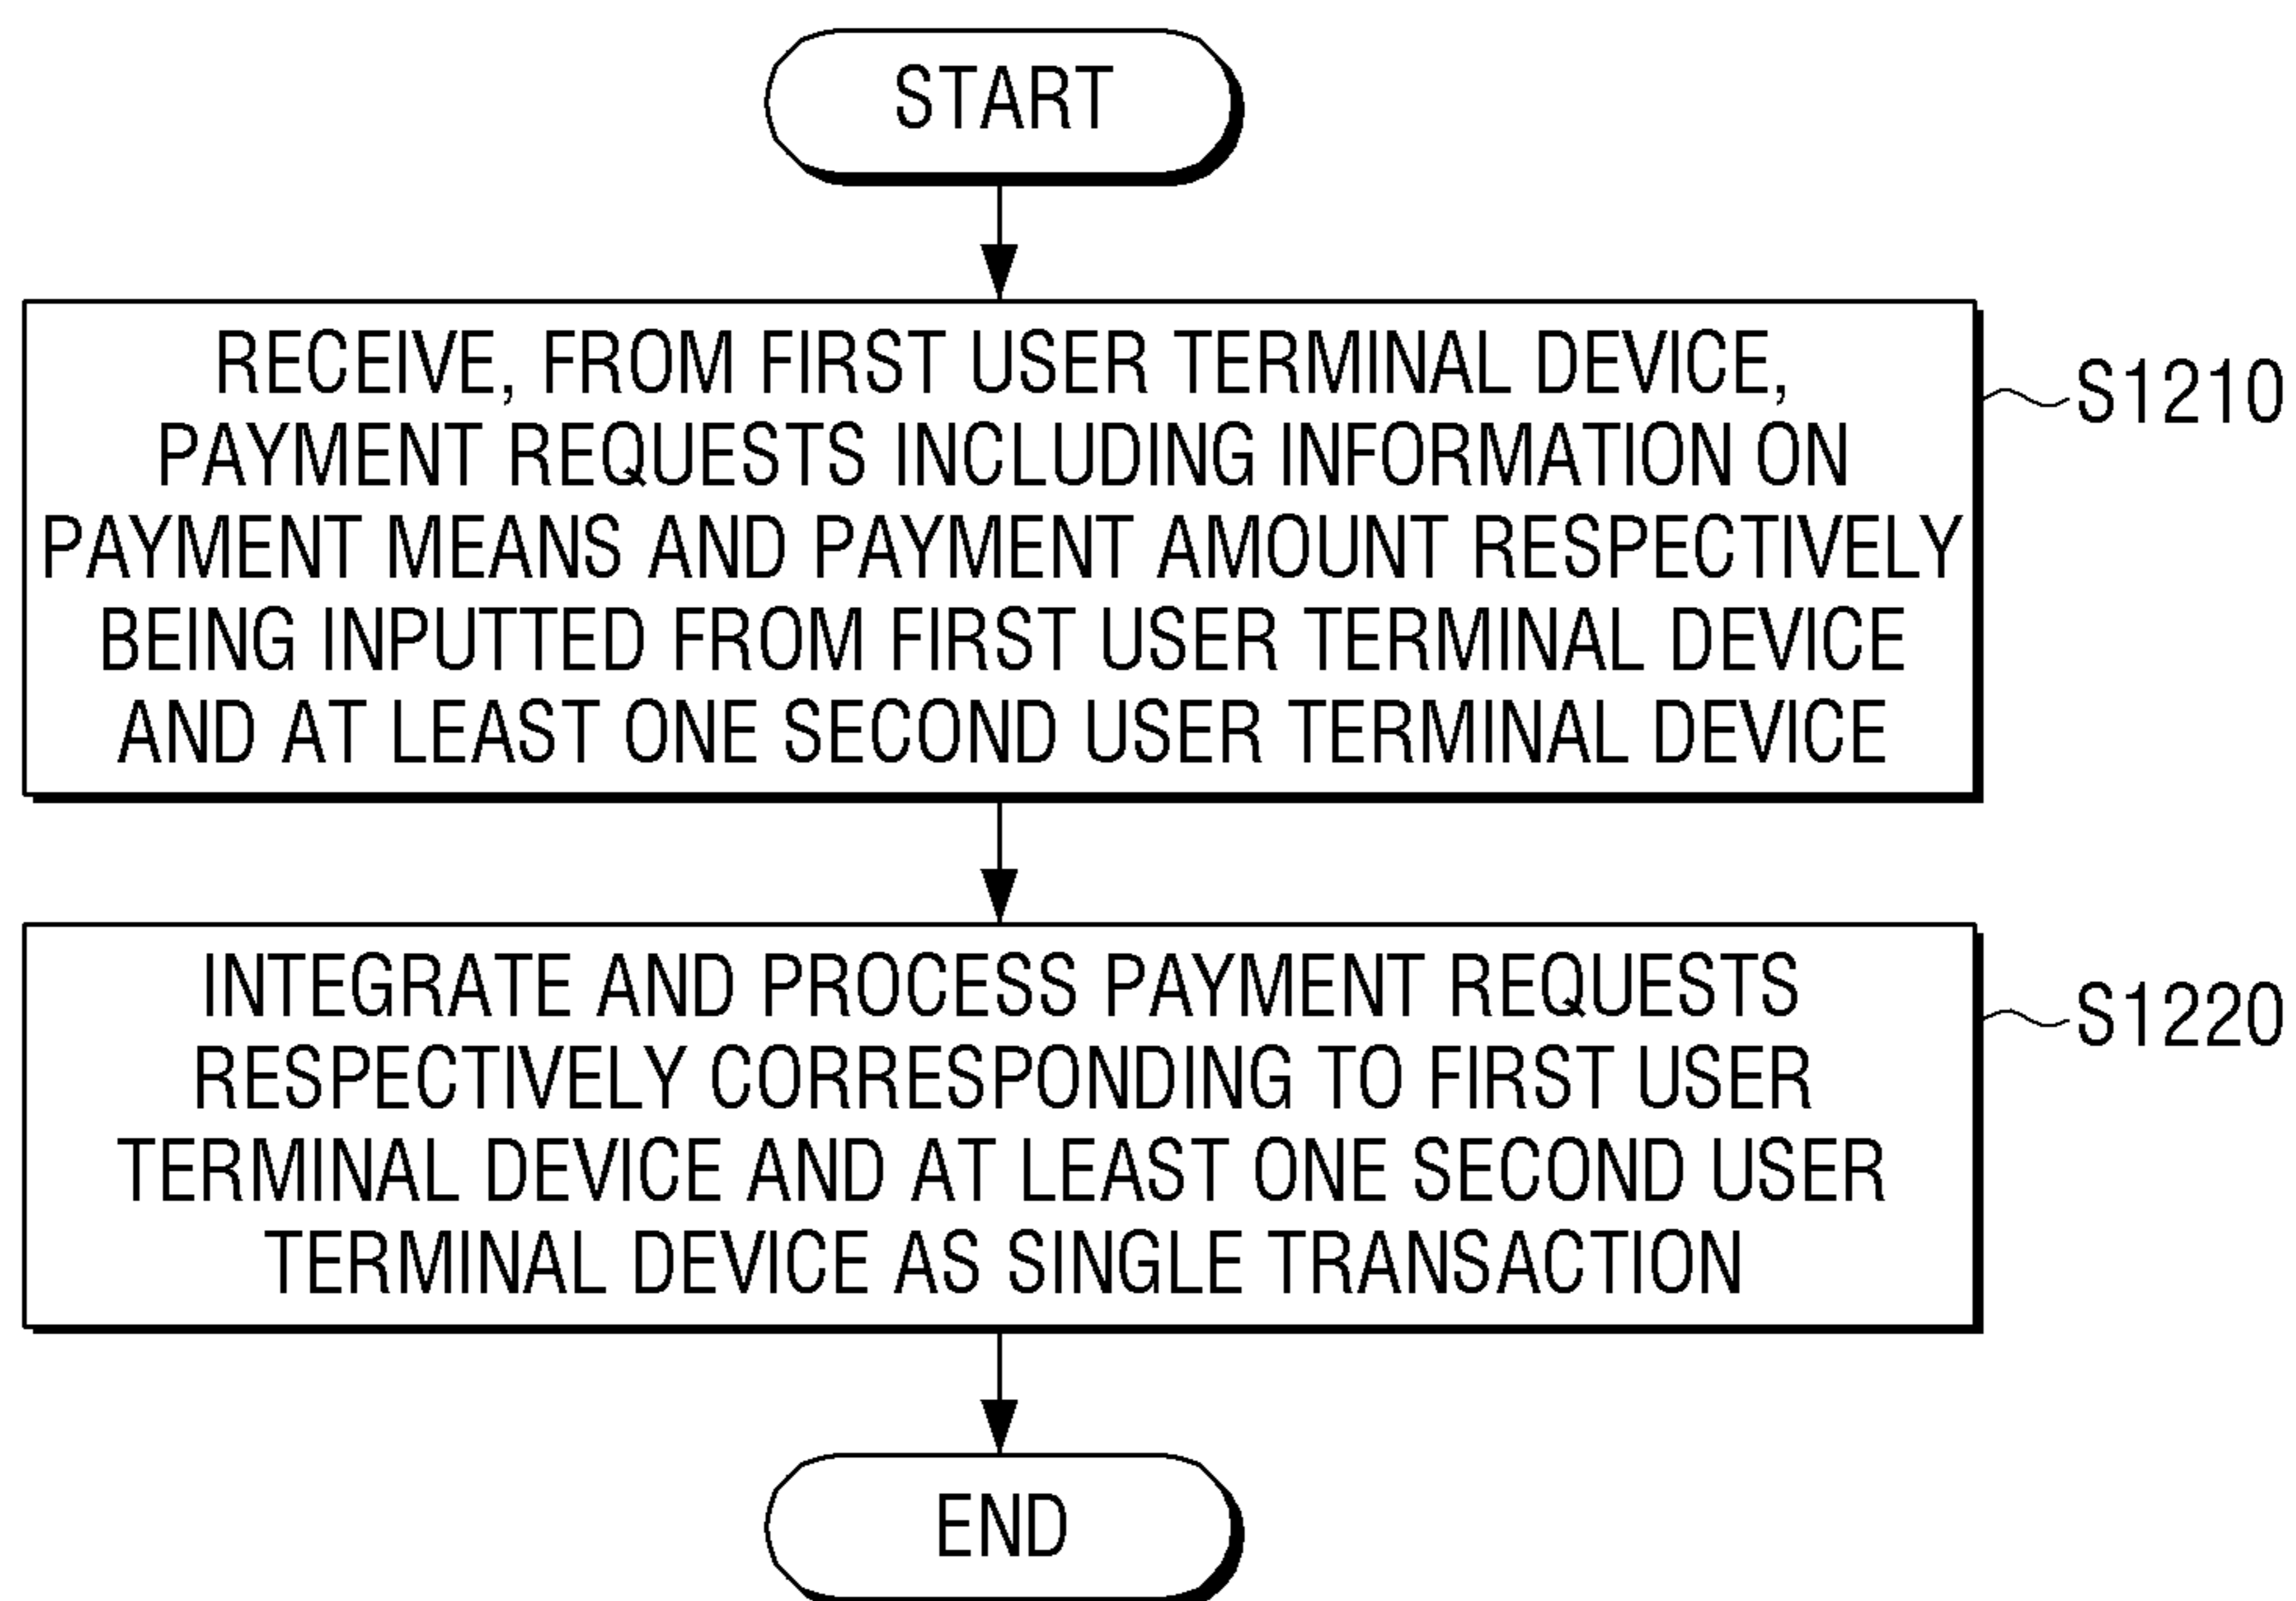 START
RECEIVE, FROM FIRST USER TERMINAL DEVICE,
PAYMENT REQUESTS INCLUDING INFORMATION ON
PAYMENT MEANS AND PAYMENT AMOUNT RESPECTIVELY
BEING INPUTTED FROM FIRST USER TERMINAL DEVICE
AND AT LEAST ONE SECOND USER TERMINAL DEVICE
S1210
INTEGRATE AND PROCESS PAYMENT REQUESTS
RESPECTIVELY CORRESPONDING TO FIRST USER
TERMINAL DEVICE AND AT LEAST ONE SECOND USER
TERMINAL DEVICE AS SINGLE TRANSACTION
S1220
END